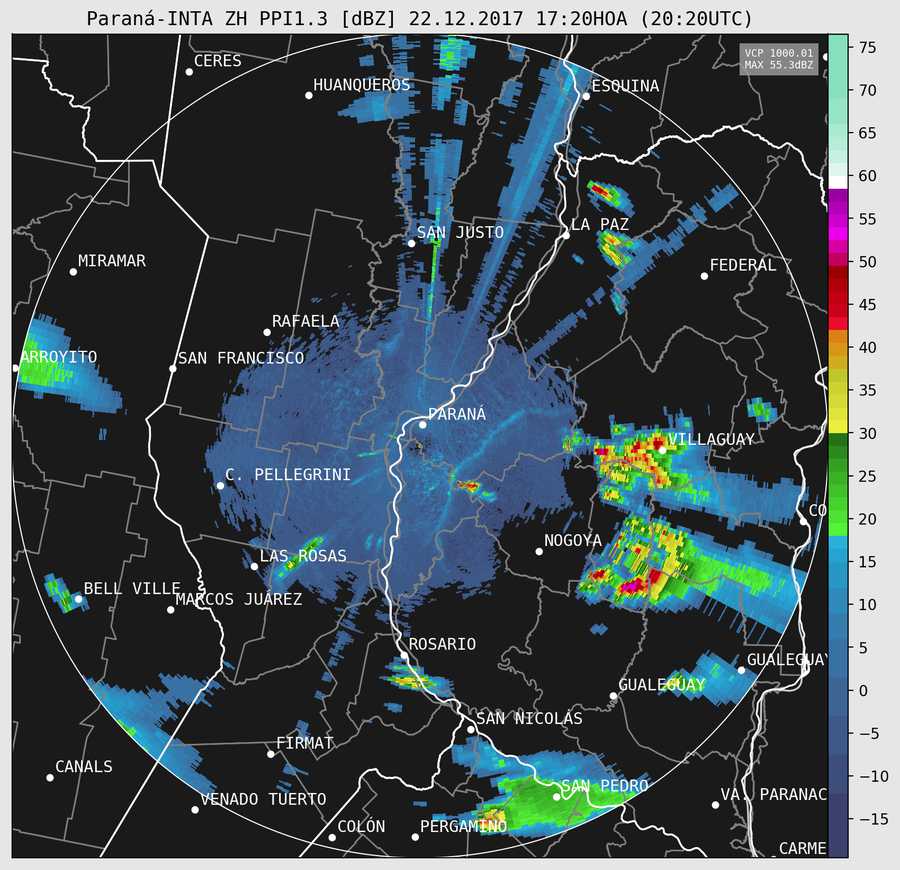 Paraná-INTA ZH PPI1.3 [dBZ] 22.12.2017 17:20HOA (20:20UTC)
VCP 1000.01
MAX 55.3dBZ
CERES
HUANQUEROS
ESQUINA
SAN JUSTO
LA PAZ
MIRAMAR
FEDERAL
RAFAELA
ARROYITO
SAN FRANCISCO
PARANÁ
VILLAGUAY
C. PELLEGRINI
CO
NOGOYA
LAS ROSAS
BELL VILLE
MARCOS JUÁREZ
ROSARIO
GUALEGUAY
GUALEGUAY
SAN NICOLÁS
FIRMAT
CANALS
SAN PEDRO
VENADO TUERTO
VA. PARANAC
COLÓN
PERGAMINO
CARME
75
70
65
60
55
50
45
40
35
30
25
20
15
10
5
0
−5
−10
−15